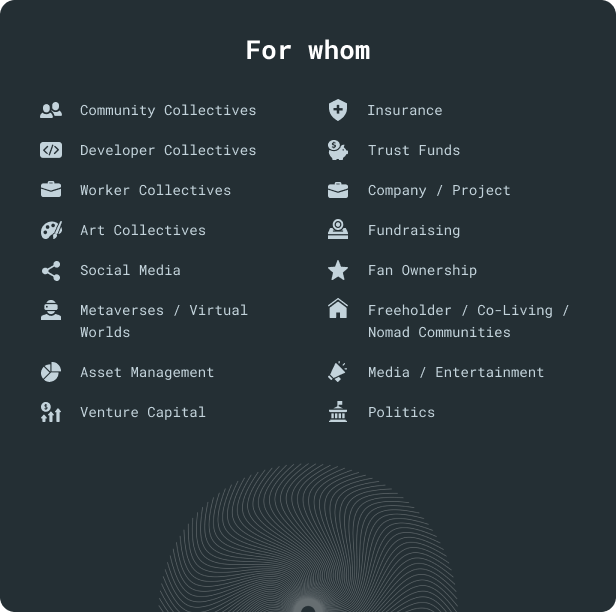 For whom
Community Collectives
Developer Collectives
Worker Collectives
Art Collectives
Social Media
Metaverses / Virtual
Worlds
Asset Management
Venture Capital
Insurance
Trust Funds
Company / Project
Fundraising
Fan Ownership
Freeholder / Co-Living /
Nomad Communities
Media / Entertainment
Politics